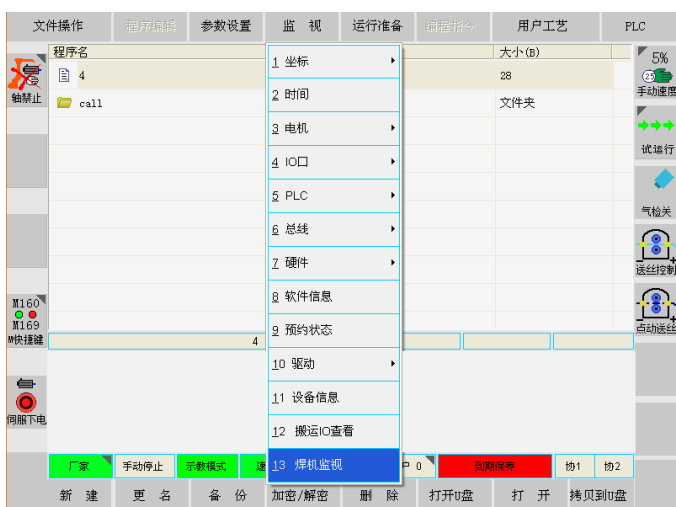 文件操作 程序编辑 参数设置 监 视 运行准备 编程指令 用户工艺 PLC
程序名 大小(B)
4 28
call 文件夹
轴禁止
M160
M169
M快捷键
伺服下电
1 坐标
2 时间
3 电机
4 IO口
5 PLC
6 总线
7 硬件
8 软件信息
9 预约状态
10 驱动
11 设备信息
12 搬运IO查看
13 焊机监视
5%
25
手动速度
试运行
气检关
送丝控制
点动送丝
4
厂家 手动停止 示教模式 速 户 0 到期保养 协1 协2
新 建 更 名 备 份 加密/解密 删 除 打开U盘 打 开 拷贝到U盘